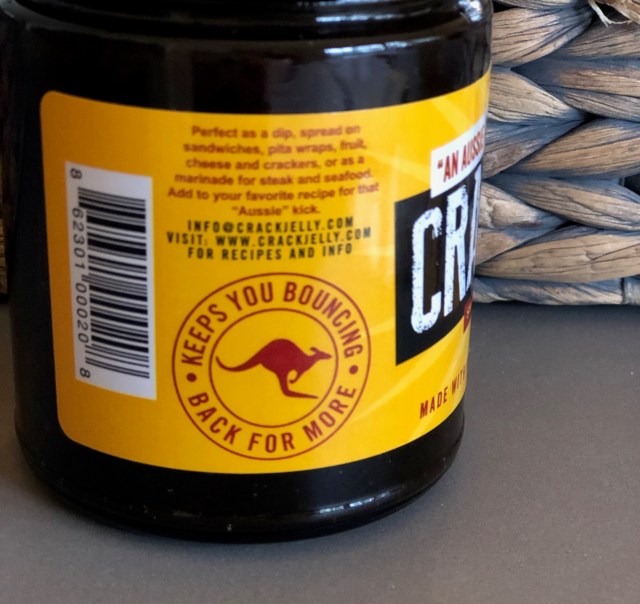 Perfect as a dip, spread on
sandwiches, pita wraps, fruit,
cheese and crackers, or as a
marinade for steak and seafood.
Add to your favorite recipe for that
"Aussie" kick.
INFO@CRACKJELLY.COM
VISIT: WWW.CRACKJELLY.COM
FOR RECIPES AND INFO
8 62301 00020 8
• KEEPS YOU BOUNCING •
BACK FOR MORE
"AN AUSSIE
CRA
MADE WITH